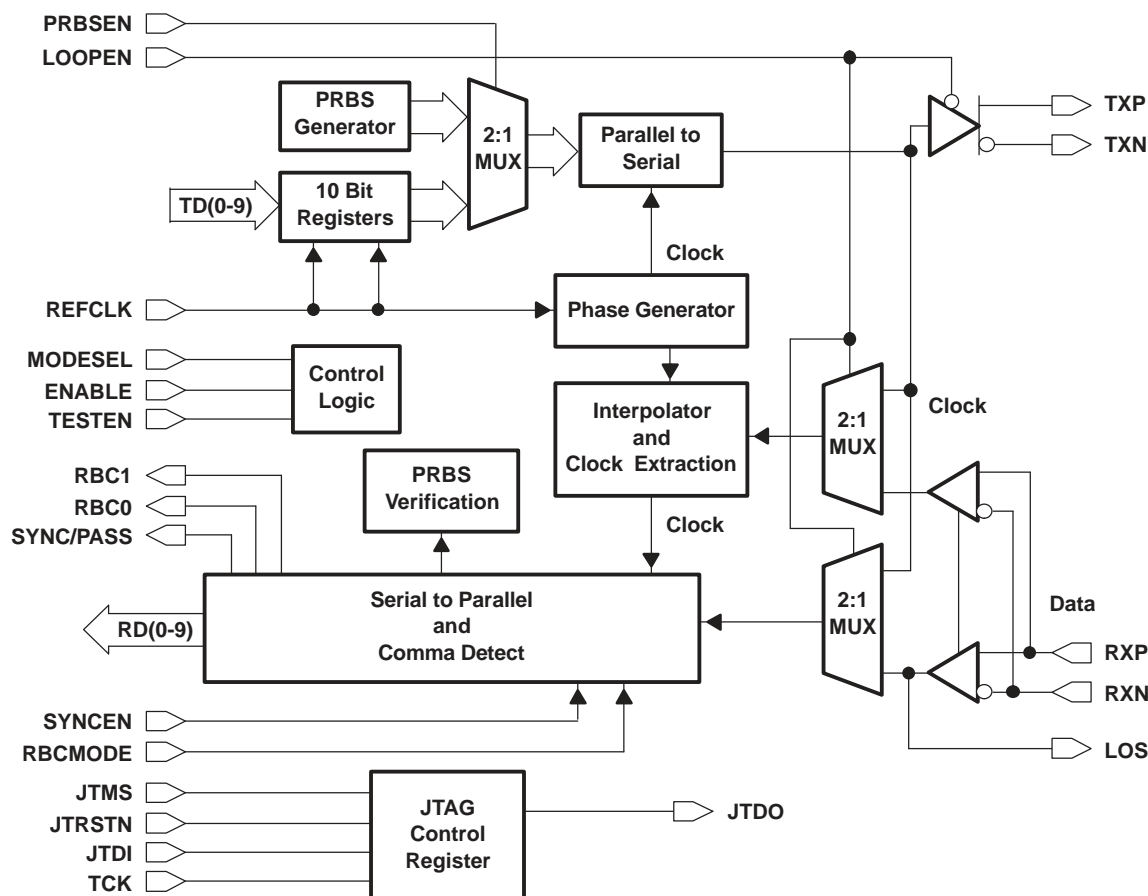 PRBSEN
LOOPEN
PRBS
Generator
2:1
MUX
Parallel to
Serial
TXP
TXN
TD(0-9)
10 Bit
Registers
Clock
REFCLK
Phase Generator
MODESEL
ENABLE
TESTEN
Control
Logic
Interpolator
and
Clock Extraction
2:1
MUX
Clock
RBC1
RBC0
SYNC/PASS
PRBS
Verification
Clock
RD(0-9)
Serial to Parallel
and
Comma Detect
2:1
MUX
Data
RXP
RXN
SYNCEN
RBCMODE
LOS
JTMS
JTRSTN
JTDI
TCK
JTAG
Control
Register
JTDO